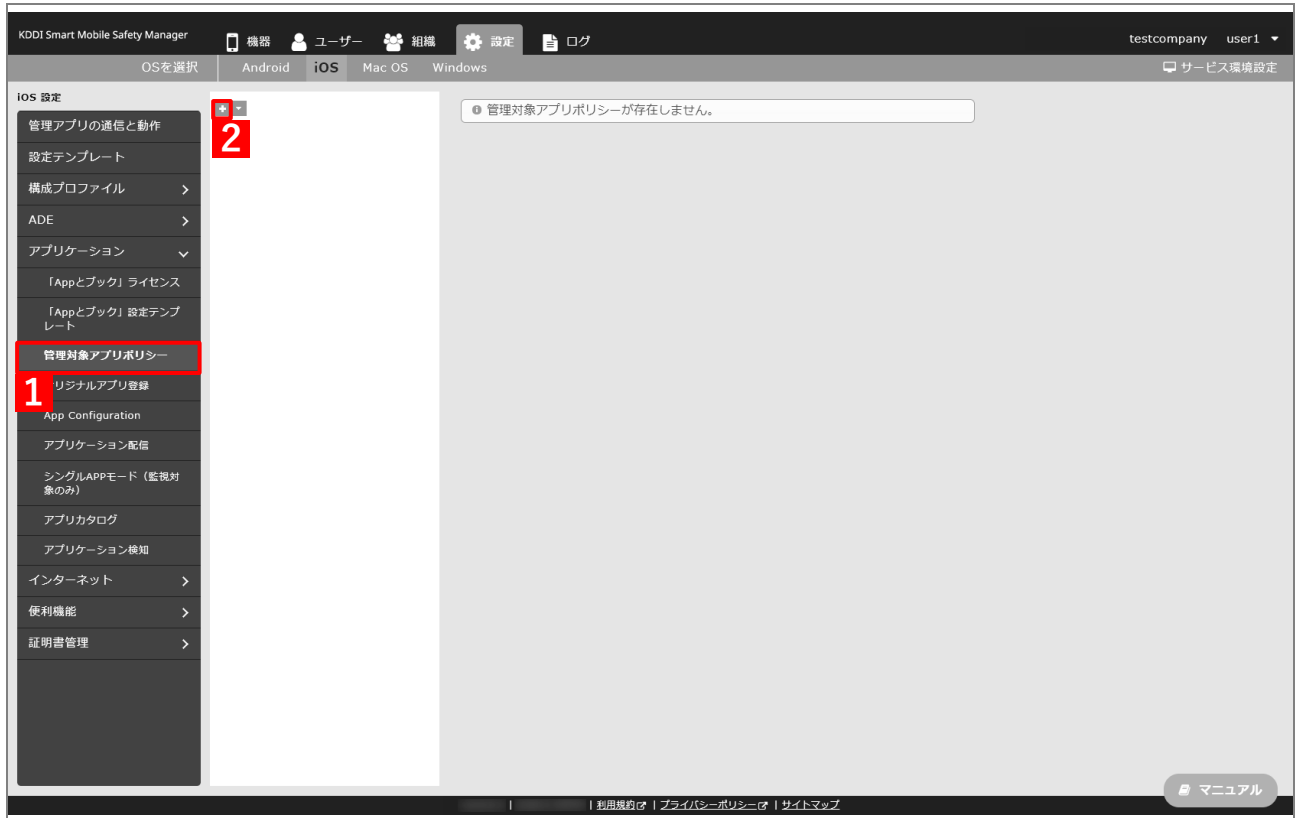 KDDI Smart Mobile Safety Manager
機器
ユーザー
組織
設定
ログ
testcompany user1
OSを選択
Android iOS Mac OS Windows
サービス環境設定
iOS 設定
管理アプリの通信と動作
設定テンプレート
構成プロファイル
ADE
アプリケーション
「Appとブック」ライセンス
「Appとブック」設定テンプ
レート
管理対象アプリポリシー
1
リジナルアプリ登録
App Configuration
アプリケーション配信
シングルAPPモード（監視対
象のみ）
アプリカタログ
アプリケーション検知
インターネット
便利機能
証明書管理
2
管理対象アプリポリシーが存在しません。
マニュアル
| | 利用規約 | プライバシーポリシー | サイトマップ